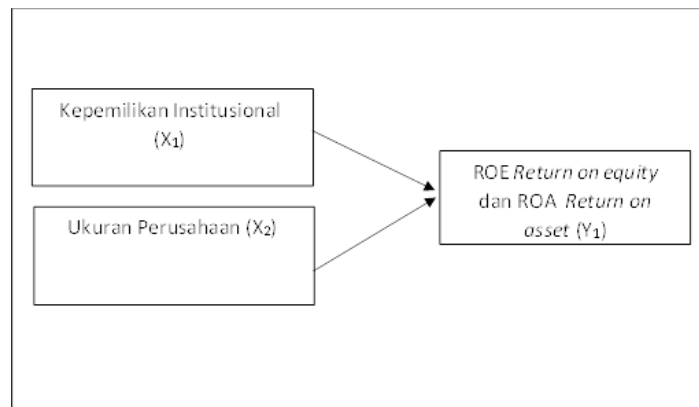 Kepemilikan Institusional
(X₁)
Ukuran Perusahaan (X₂)
ROE Return on equity
dan ROA Return on
asset (Y₁)